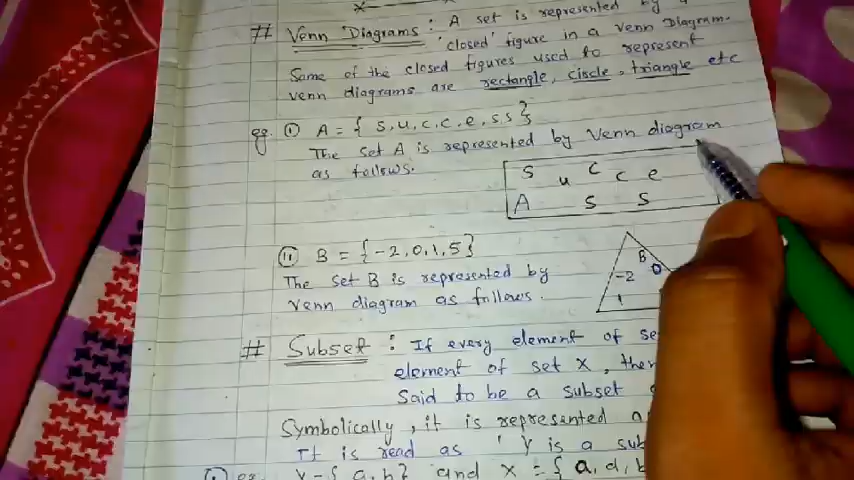 # Venn Diagrams : A set is represented by a
'closed' figure in a Venn Diagram.
Some of the closed figures used to represent
venn diagrams are rectangle, circle, triangle etc
eg. (i) A = { s, u, c, c, e, s, s }
The set A is represented by Venn diagram
as follows.
s u c c e
A s s
(ii) B = {-2, 0, 1, 5}
The set B is represented by
venn diagram as follows.
B
-2 0
1
# Subset : If every element of se
element of set X, the
said to be a subset
Symbolically, it is represented a
It is read as 'Y is a sub
Y = { a, b } and X = { a, d, b